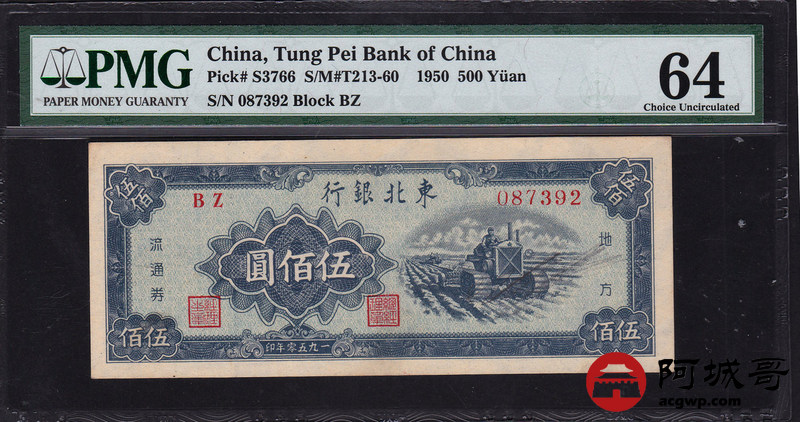 PMG
PAPER MONEY GUARANTY
China, Tung Pei Bank of China
Pick# S3766 S/M#T213-60 1950 500 Yüan
S/N 087392 Block BZ
64
Choice Uncirculated
伍佰
行銀北東
伍佰
B Z
087392
流通券
圓佰伍
地方
佰伍
印年零五九一
佰伍
阿城哥
acgwp.com